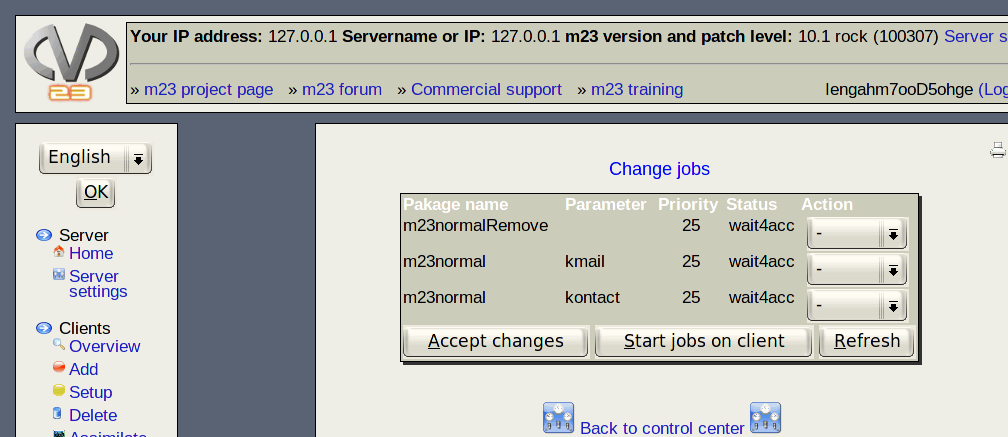 Your IP address: 127.0.0.1 Servername or IP: 127.0.0.1 m23 version and patch level: 10.1 rock (100307) Server s
23
» m23 project page » m23 forum » Commercial support » m23 training Iengahm7ooD5ohge (Log
English
OK
Server
Home
Server
settings
Clients
Overview
Add
Setup
Delete
Assimilate
Change jobs
Pakage name Parameter Priority Status Action
m23normalRemove 25 wait4acc -
m23normal kmail 25 wait4acc -
m23normal kontact 25 wait4acc -
Accept changes Start jobs on client Refresh
Back to control center